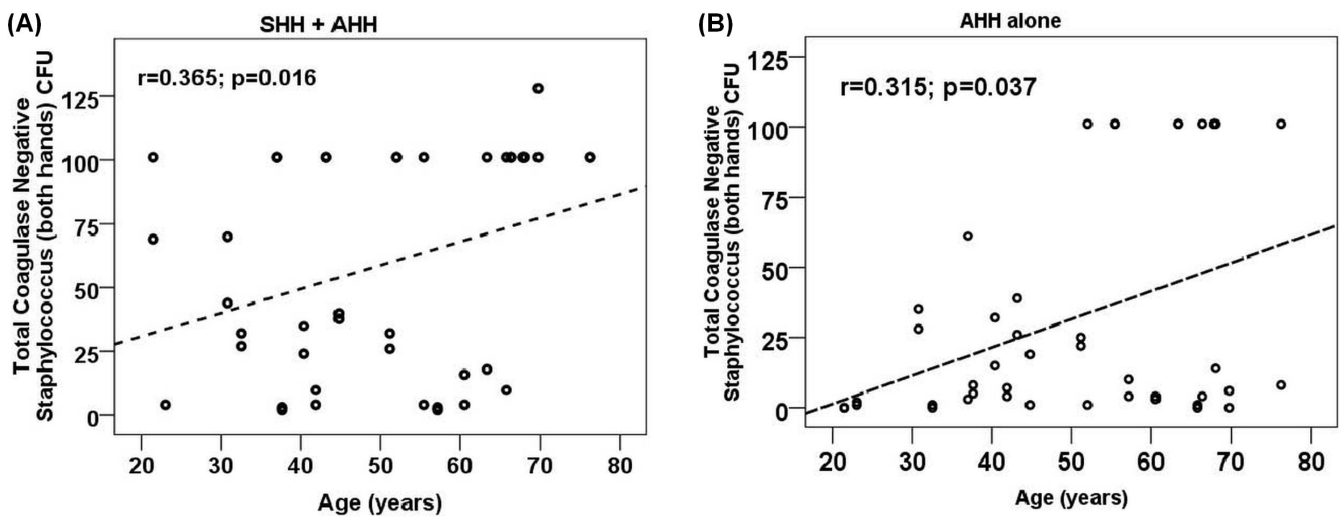 (A)
SHH + AHH
r=0.365; p=0.016
Total Coagulase Negative
Staphylococcus (both hands) CFU
125
100
75
50
25
0
20 30 40 50 60 70 80
Age (years)
(B)
AHH alone
r=0.315; p=0.037
Total Coagulase Negative
Staphylococcus (both hands) CFU
125
100
75
50
25
0
20 30 40 50 60 70 80
Age (years)